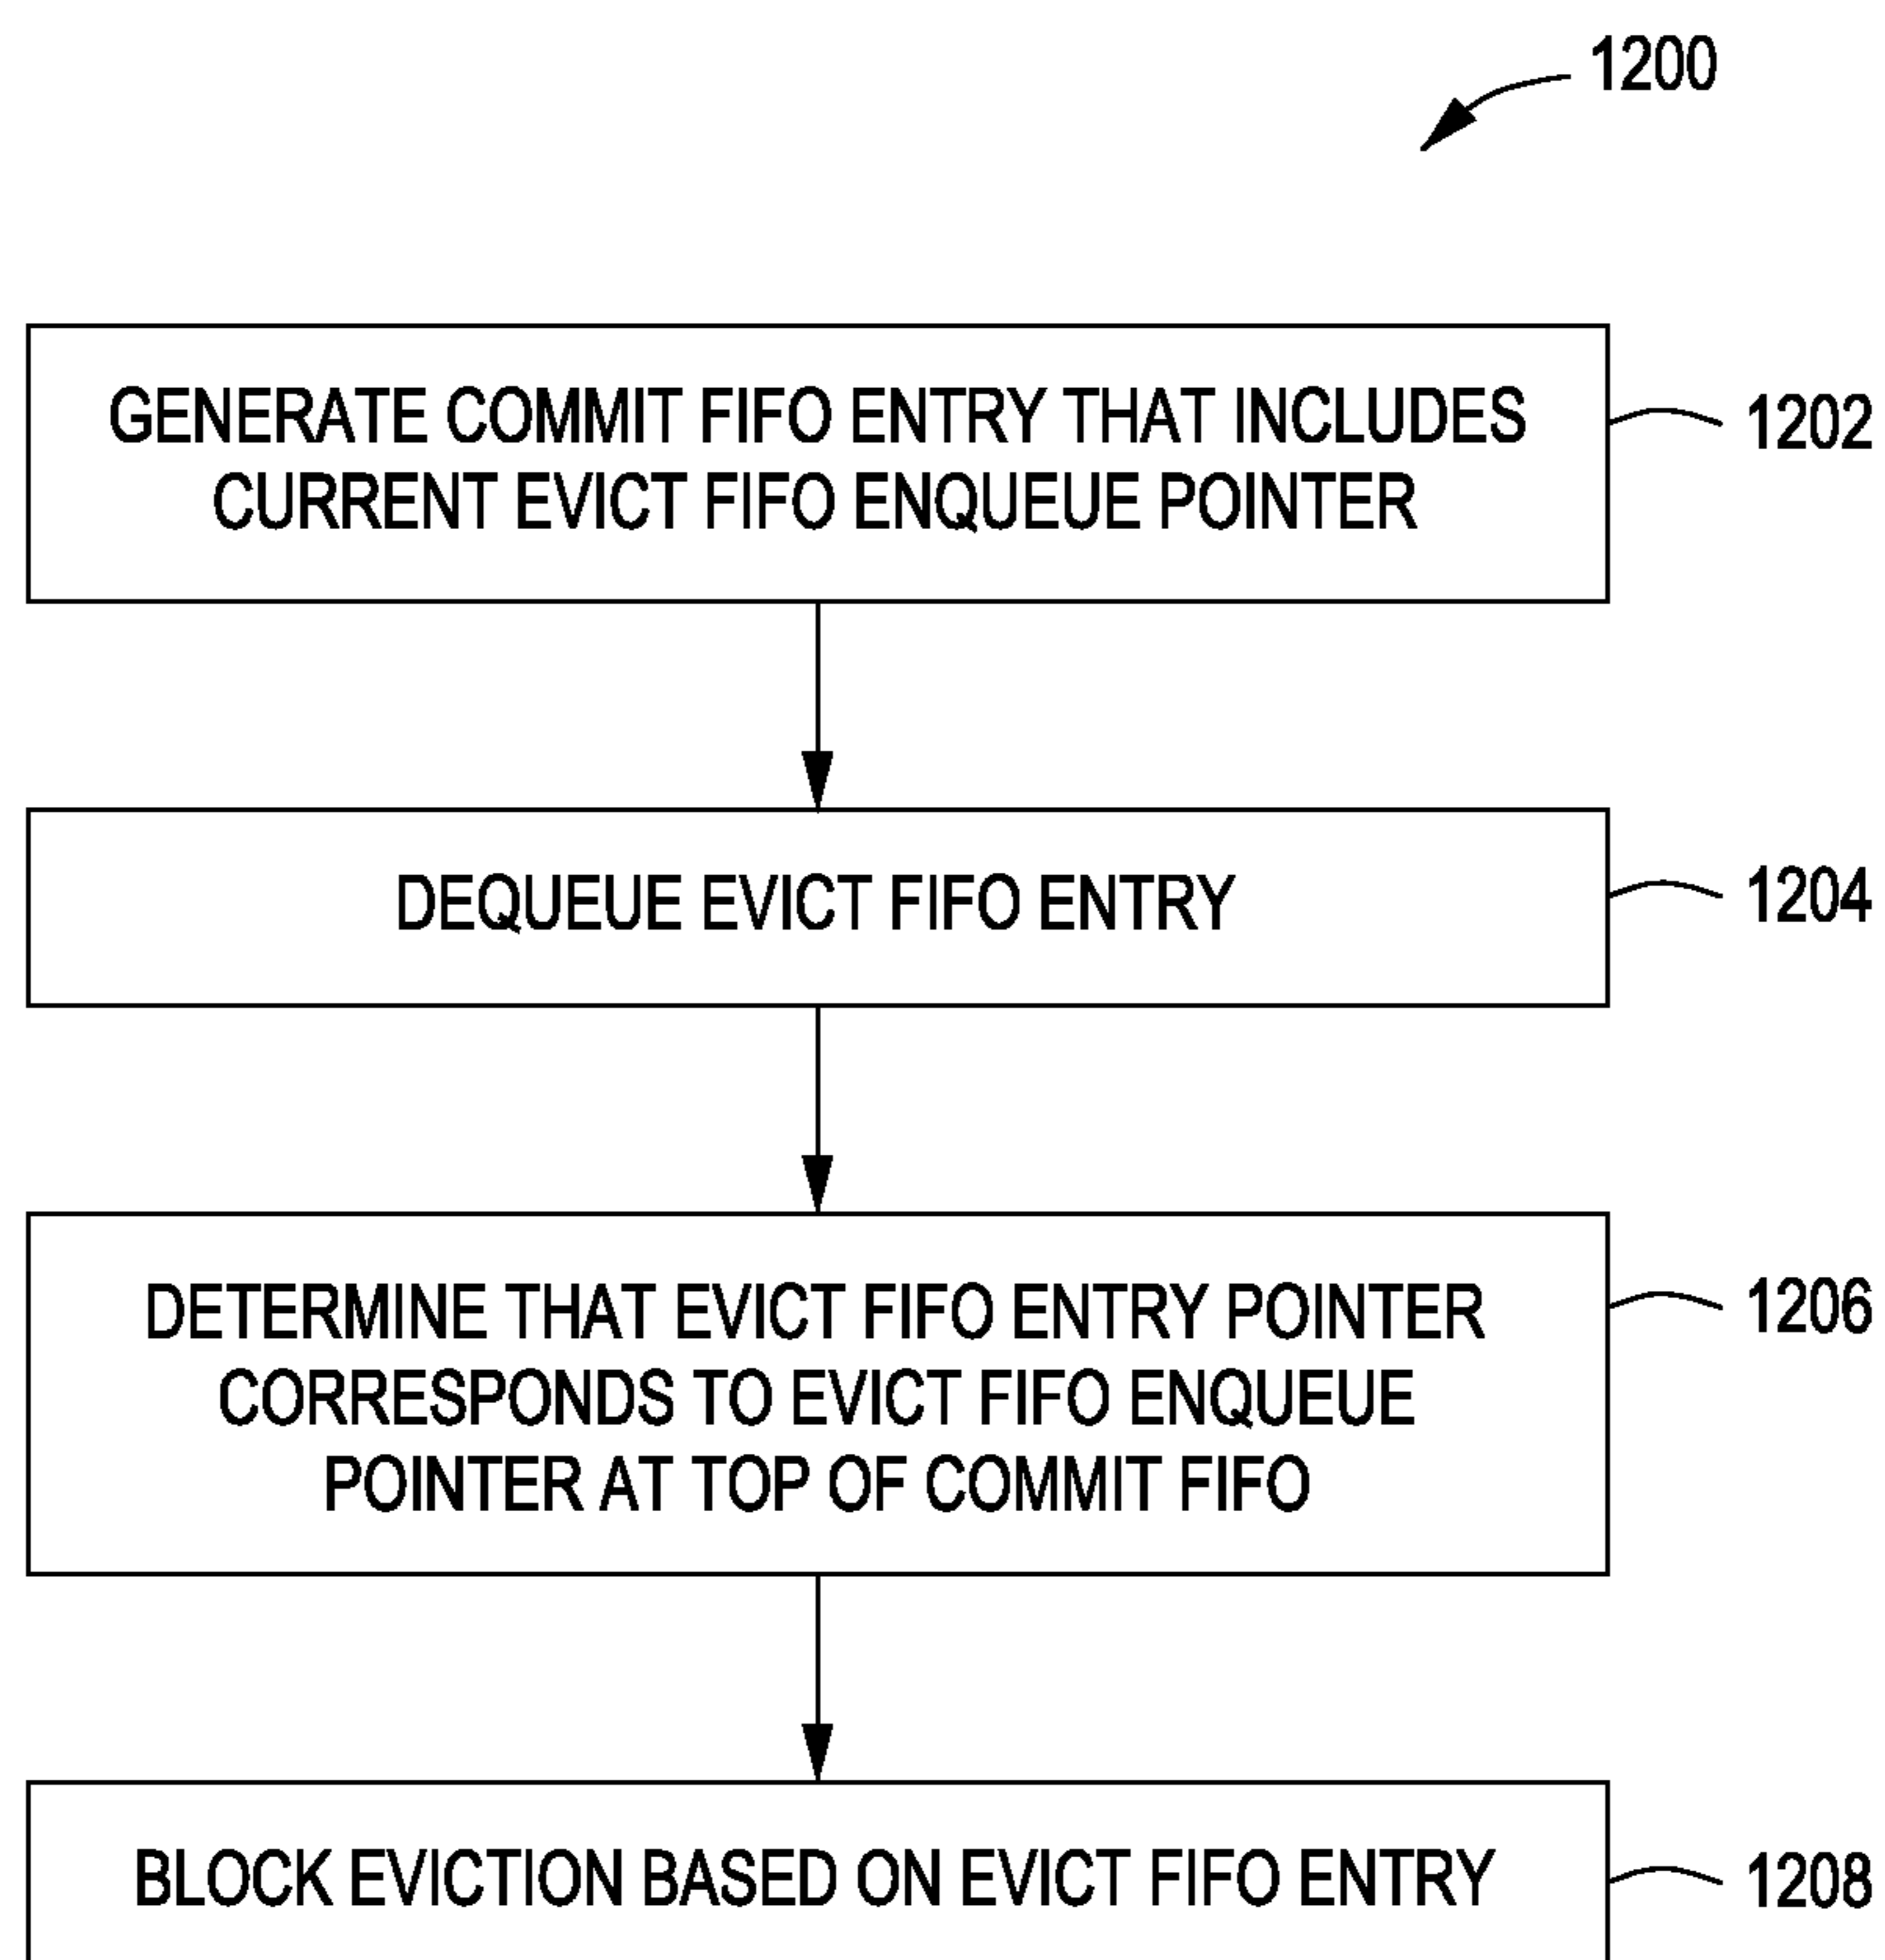 1200
GENERATE COMMIT FIFO ENTRY THAT INCLUDES
CURRENT EVICT FIFO ENQUEUE POINTER
1202
DEQUEUE EVICT FIFO ENTRY
1204
DETERMINE THAT EVICT FIFO ENTRY POINTER
CORRESPONDS TO EVICT FIFO ENQUEUE
POINTER AT TOP OF COMMIT FIFO
1206
BLOCK EVICTION BASED ON EVICT FIFO ENTRY
1208